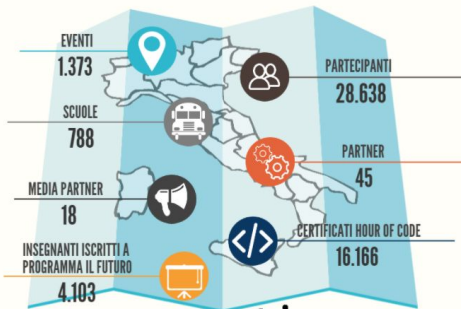 EVENTI
1.373
SCUOLE
788
MEDIA PARTNER
18
INSEGNANTI ISCRITTI A
PROGRAMMA IL FUTURO
4.103
PARTECIPANTI
28.638
PARTNER
45
</>
CERTIFICATI HOUR OF CODE
16.166